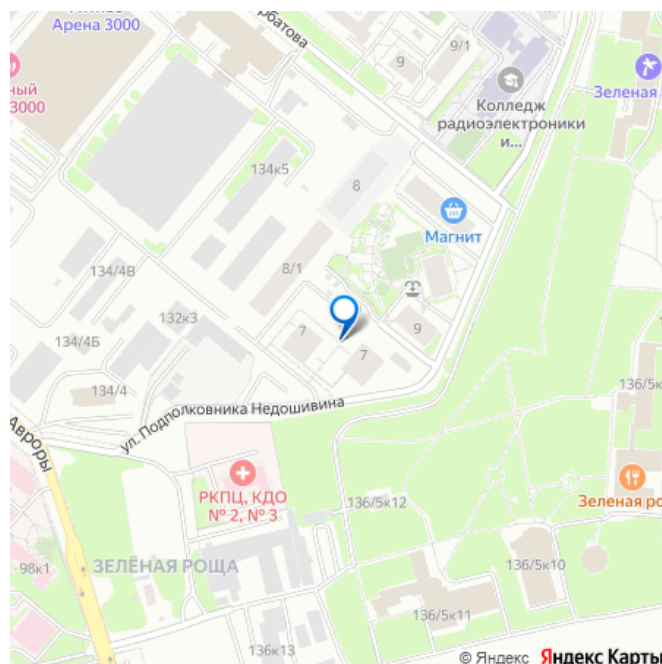 Арена 3000
рбатова
9/1
9
Зеленая
ный
3000
Колледж
радиоэлектроники
и...
134к5
8
Магнит
8/1
134/4В
132к3
7
9
134/4Б
7
134/4
136/5к
ул. Подполковника Недошивина
Авроры
РКПЦ, КДО
№ 2, № 3
136/5к12
Зеленая ро
98к1
ЗЕЛЁНАЯ РОЩА
136/5к10
136/5к11
136к13
© Яндекс Яндекс Карты